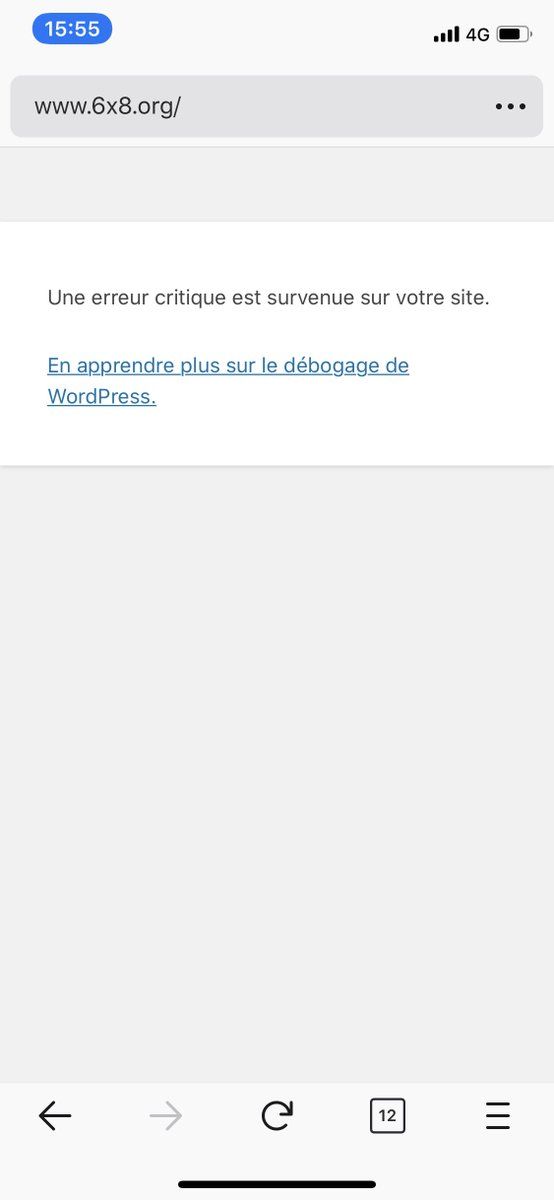 15:55
4G
www.6x8.org/
Une erreur critique est survenue sur votre site.
En apprendre plus sur le débogage de
WordPress.
12